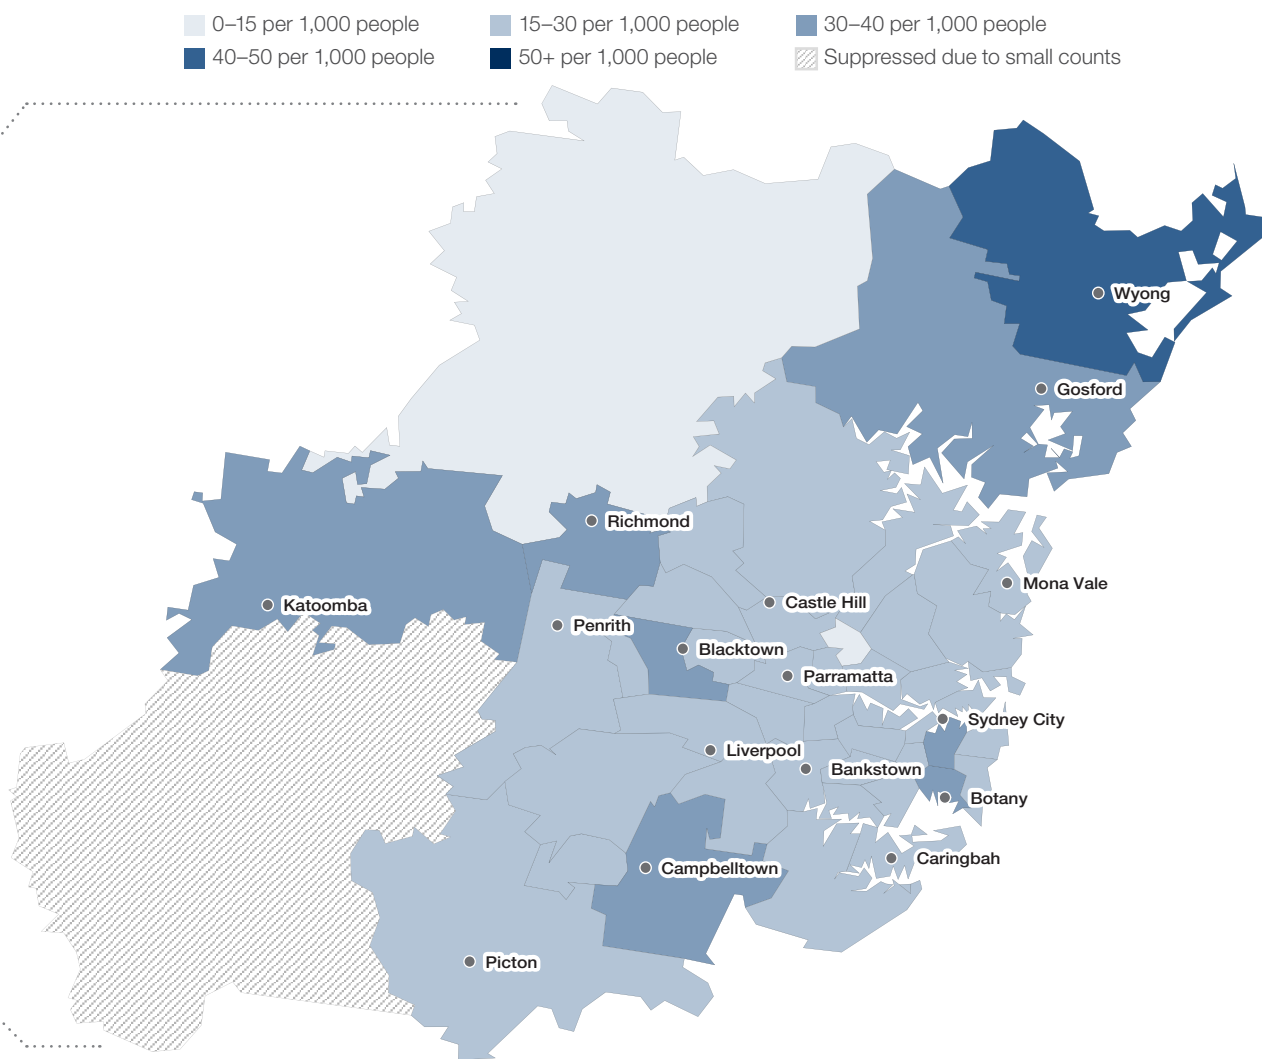 0–15 per 1,000 people
15–30 per 1,000 people
30–40 per 1,000 people
40–50 per 1,000 people
50+ per 1,000 people
Suppressed due to small counts
Wyong
Gosford
Richmond
Mona Vale
Castle Hill
Katoomba
Penrith
Blacktown
Parramatta
Sydney City
Liverpool
Bankstown
Botany
Caringbah
Campbelltown
Picton